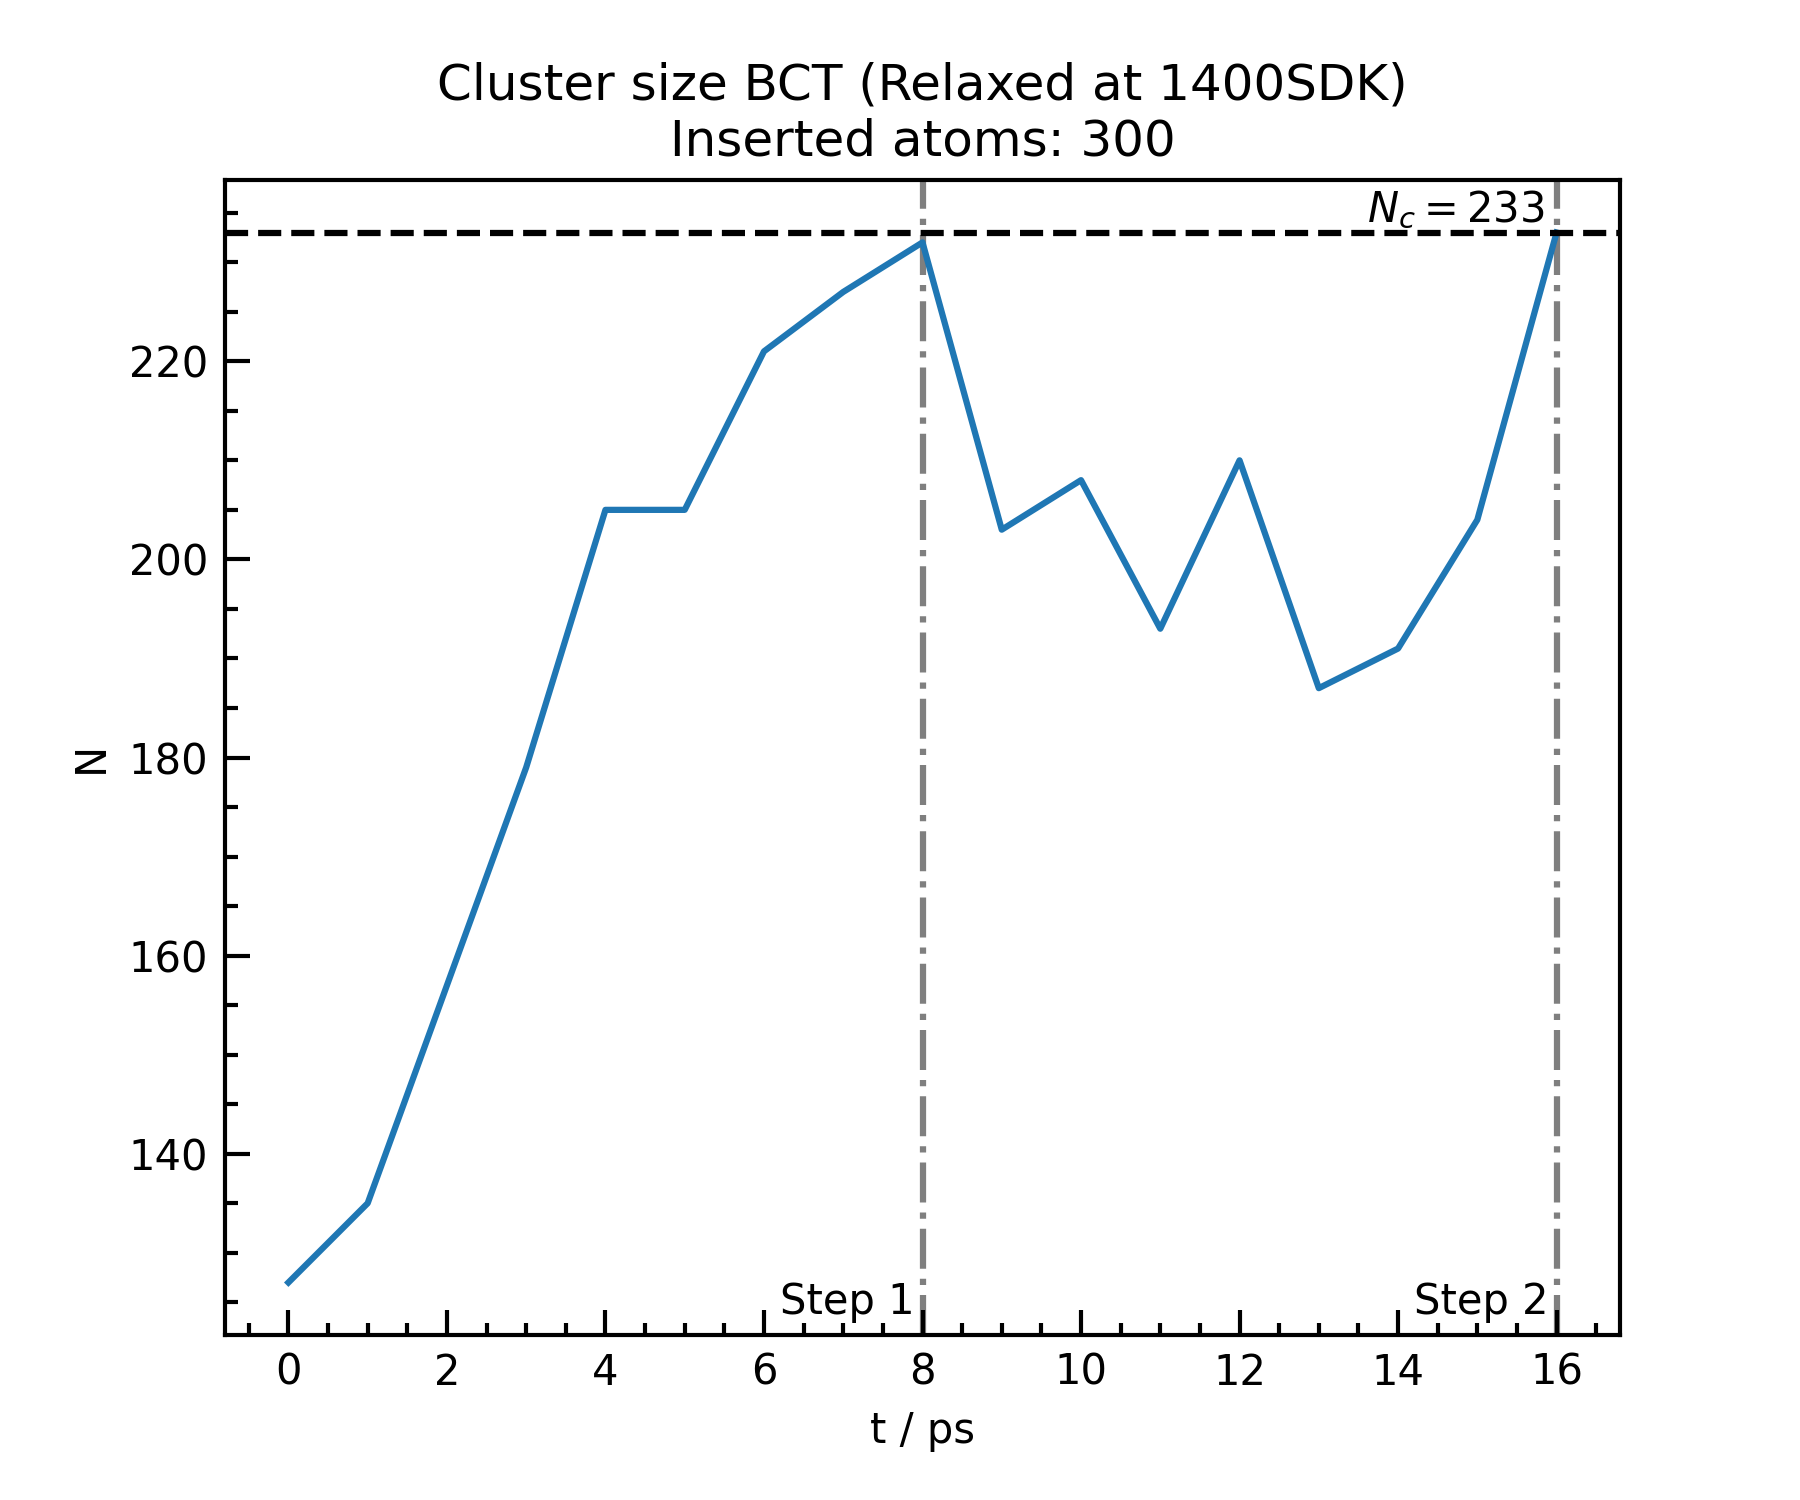 Cluster size BCT (Relaxed at 1400SDK)
Inserted atoms: 300
N_c = 233
220
200
180
160
140
N
Step 1
Step 2
0 2 4 6 8 10 12 14 16
t / ps